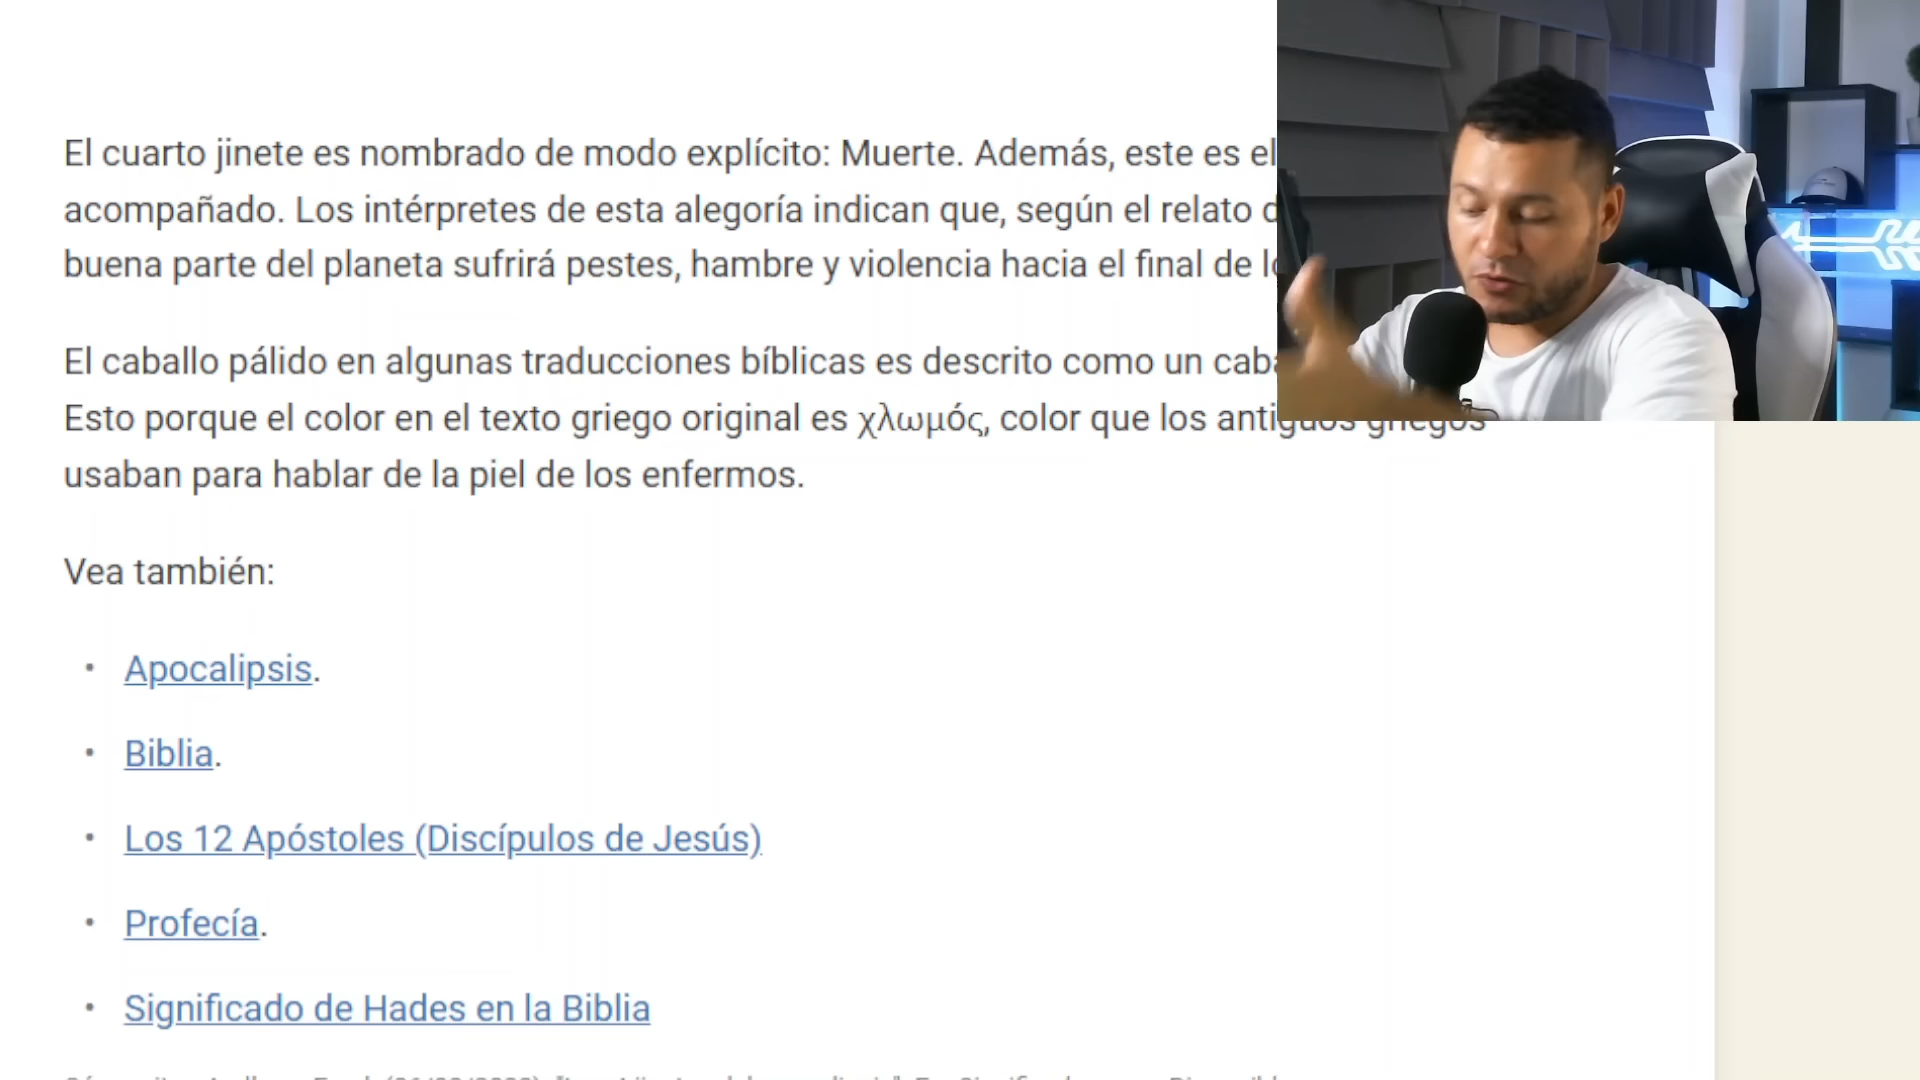 El cuarto jinete es nombrado de modo explícito: Muerte. Además, este es el
acompañado. Los intérpretes de esta alegoría indican que, según el relato
buena parte del planeta sufrirá pestes, hambre y violencia hacia el final de
El caballo pálido en algunas traducciones bíblicas es descrito como un
Esto porque el color en el texto griego original es χλωμός, color que los antiguos griegos
usaban para hablar de la piel de los enfermos.
Vea también:
• Apocalipsis.
• Biblia.
• Los 12 Apóstoles (Discípulos de Jesús)
• Profecía.
• Significado de Hades en la Biblia